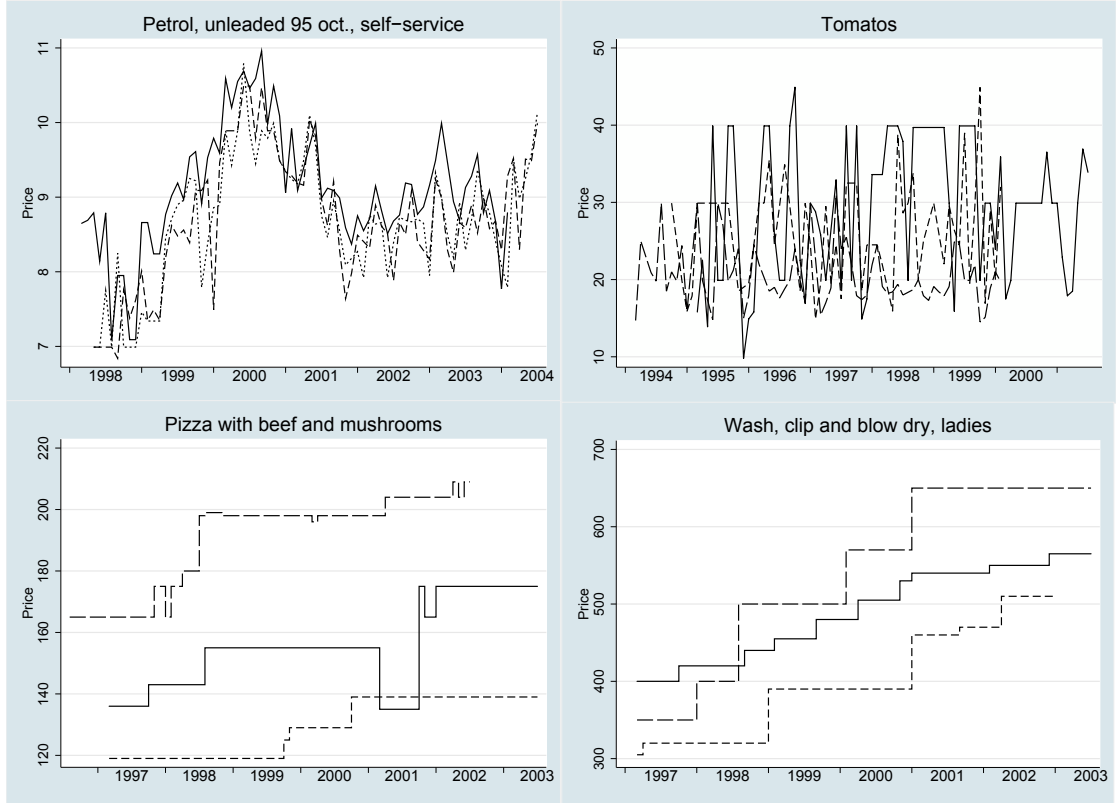 Petrol, unleaded 95 oct., self-service
Price
11
10
9
8
7
1998 1999 2000 2001 2002 2003 2004
Tomatos
Price
50
40
30
20
10
1994 1995 1996 1997 1998 1999 2000
Pizza with beef and mushrooms
Price
220
200
180
160
140
120
1997 1998 1999 2000 2001 2002 2003
Wash, clip and blow dry, ladies
Price
700
600
500
400
300
1997 1998 1999 2000 2001 2002 2003